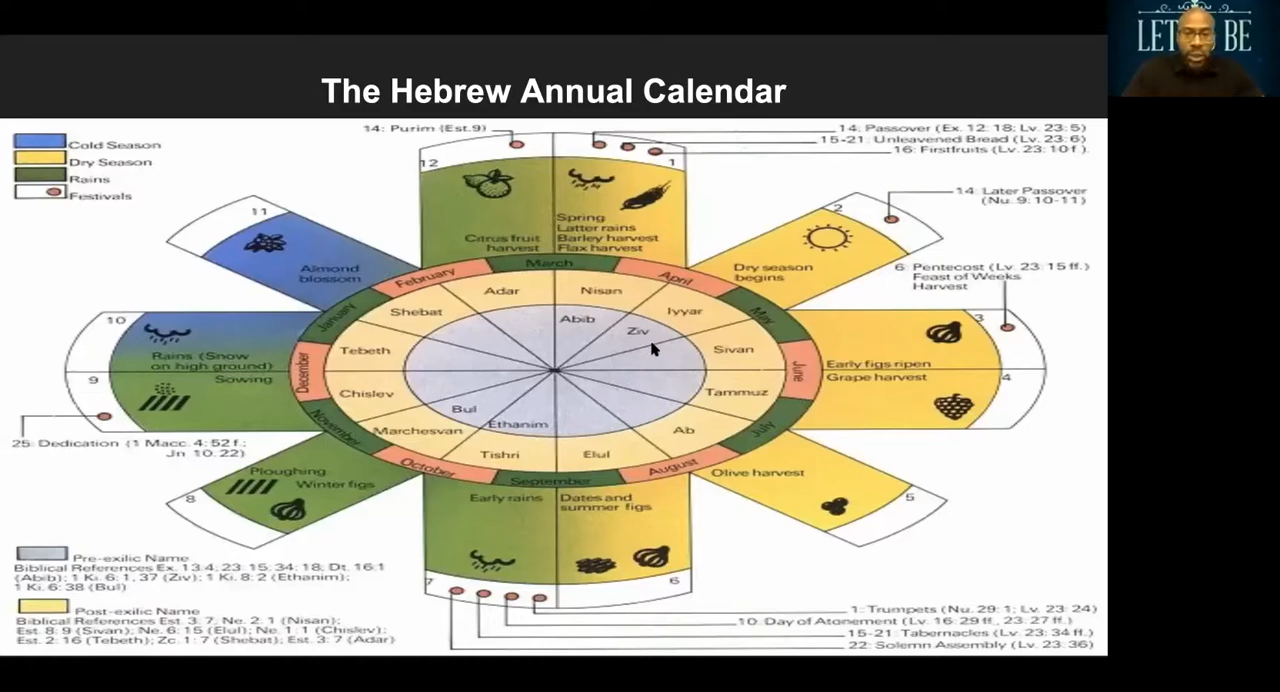 LET BE
The Hebrew Annual Calendar
Cold Season
Dry Season
Rains
Festivals
14: Purim (Est.9)
14: Passover (Ex. 12: 18; Lv. 23: 5)
15-21: Unleavened Bread (Lv. 23: 6)
16: Firstfruits (Lv. 23: 10 f.)
12
1
Citrus fruit
harvest
Spring
Latter rains
Barley harvest
Flax harvest
11
Almond
blossom
2
14: Later Passover
(Nu. 9: 10-11)
Dry season
begins
6: Pentecost (Lv. 23: 15 ff.)
Feast of Weeks
Harvest
February
March
April
January
May
December
June
November
July
October
September
August
Adar
Nisan
Shebat
Iyyar
Abib
Ziv
Tebeth
Sivan
Chislev
Tammuz
Bul
Ethanim
Marchesvan
Ab
Tishri
Elul
10
Rains (Snow
on high ground)
9
Sowing
3
Early figs ripen
4
Grape harvest
25: Dedication (1 Macc. 4: 52 f.;
Jn 10. 22)
8
Ploughing
Winter figs
Olive harvest
5
Early rains
7
Dates and
summer figs
6
Pre-exilic Name
Biblical References Ex. 13:4, 23: 15, 34: 18; Dt. 16:1
(Abib); 1 Ki. 6: 1, 37 (Ziv); 1 Ki. 8: 2 (Ethanim);
1 Ki. 6: 38 (Bul)
Post-exilic Name
Biblical References Est. 3: 7, Ne. 2: 1 (Nisan);
Est. 8: 9 (Sivan); Ne. 6: 15 (Elul); Ne. 1: 1 (Chislev);
Est. 2: 16 (Tebeth); Zc. 1: 7 (Shebat); Est. 3: 7 (Adar)
1: Trumpets (Nu. 29: 1; Lv. 23: 24)
10: Day of Atonement (Lv. 16: 29 ff., 23: 27 ff.)
15-21: Tabernacles (Lv. 23: 34 ff.)
22: Solemn Assembly (Lv. 23: 36)